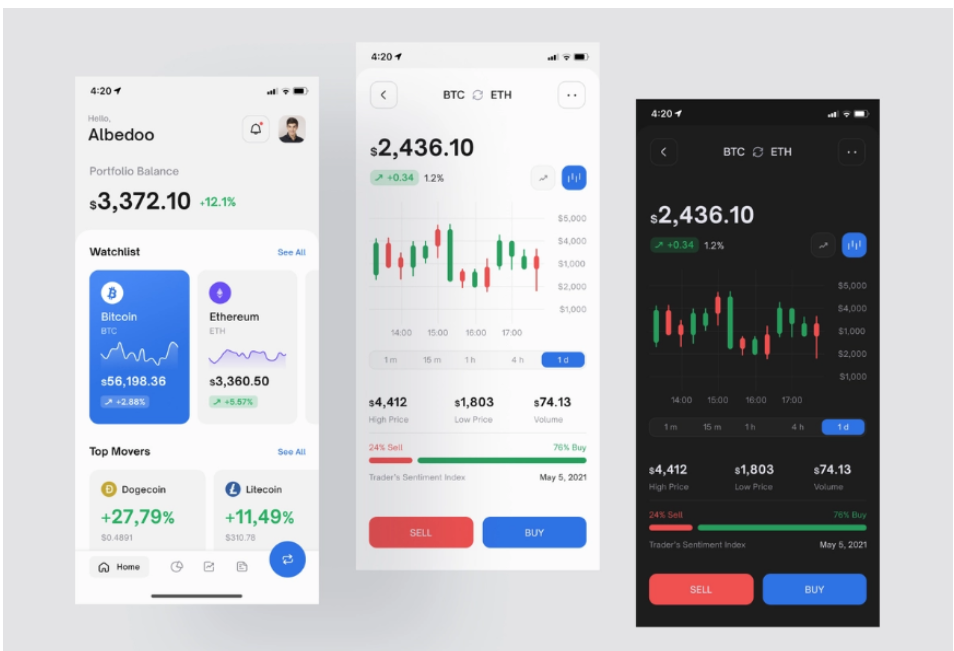 4:20
Hello,
Albedoo
Portfolio Balance
$3,372.10 +12.1%
Watchlist See All
Bitcoin
BTC
$56,198.36
+2.88%
Ethereum
ETH
$3,360.50
+5.57%
Top Movers See All
Dogecoin
+27,79%
$0.4891
Litecoin
+11,49%
$310.76
Home
4:20
BTC ETH
$2,436.10
+0.34 1.2%
$5,000
$4,000
$1,000
$2,000
$1,000
14:00 15:00 16:00 17:00
1 m 15 m 1 h 4 h 1 d
$4,412 $1,803 $74.13
High Price Low Price Volume
24% Sell 76% Buy
Trader's Sentiment Index May 5, 2021
SELL BUY
4:20
BTC ETH
$2,436.10
+0.34 1.2%
$5,000
$4,000
$1,000
$2,000
$1,000
14:00 15:00 16:00 17:00
1 m 15 m 1 h 4 h 1 d
$4,412 $1,803 $74.13
High Price Low Price Volume
24% Sell 76% Buy
Trader's Sentiment Index May 5, 2021
SELL BUY